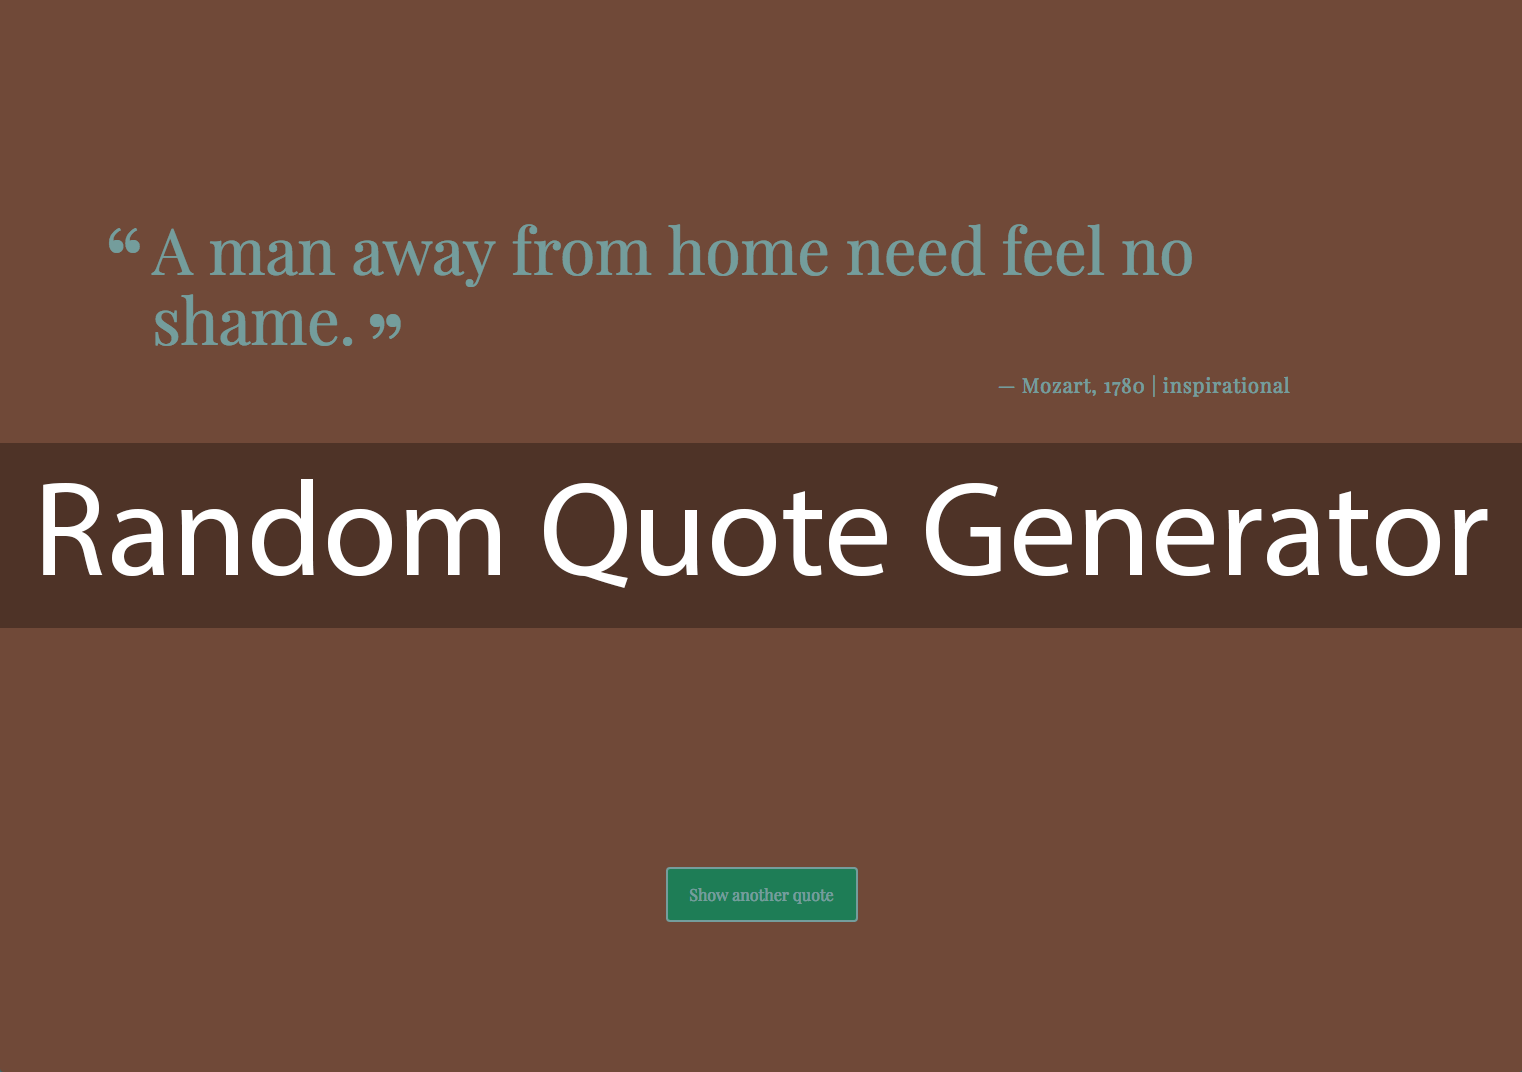 “ A man away from home need feel no
shame. ”
— Mozart, 1780 | inspirational
Random Quote Generator
Show another quote